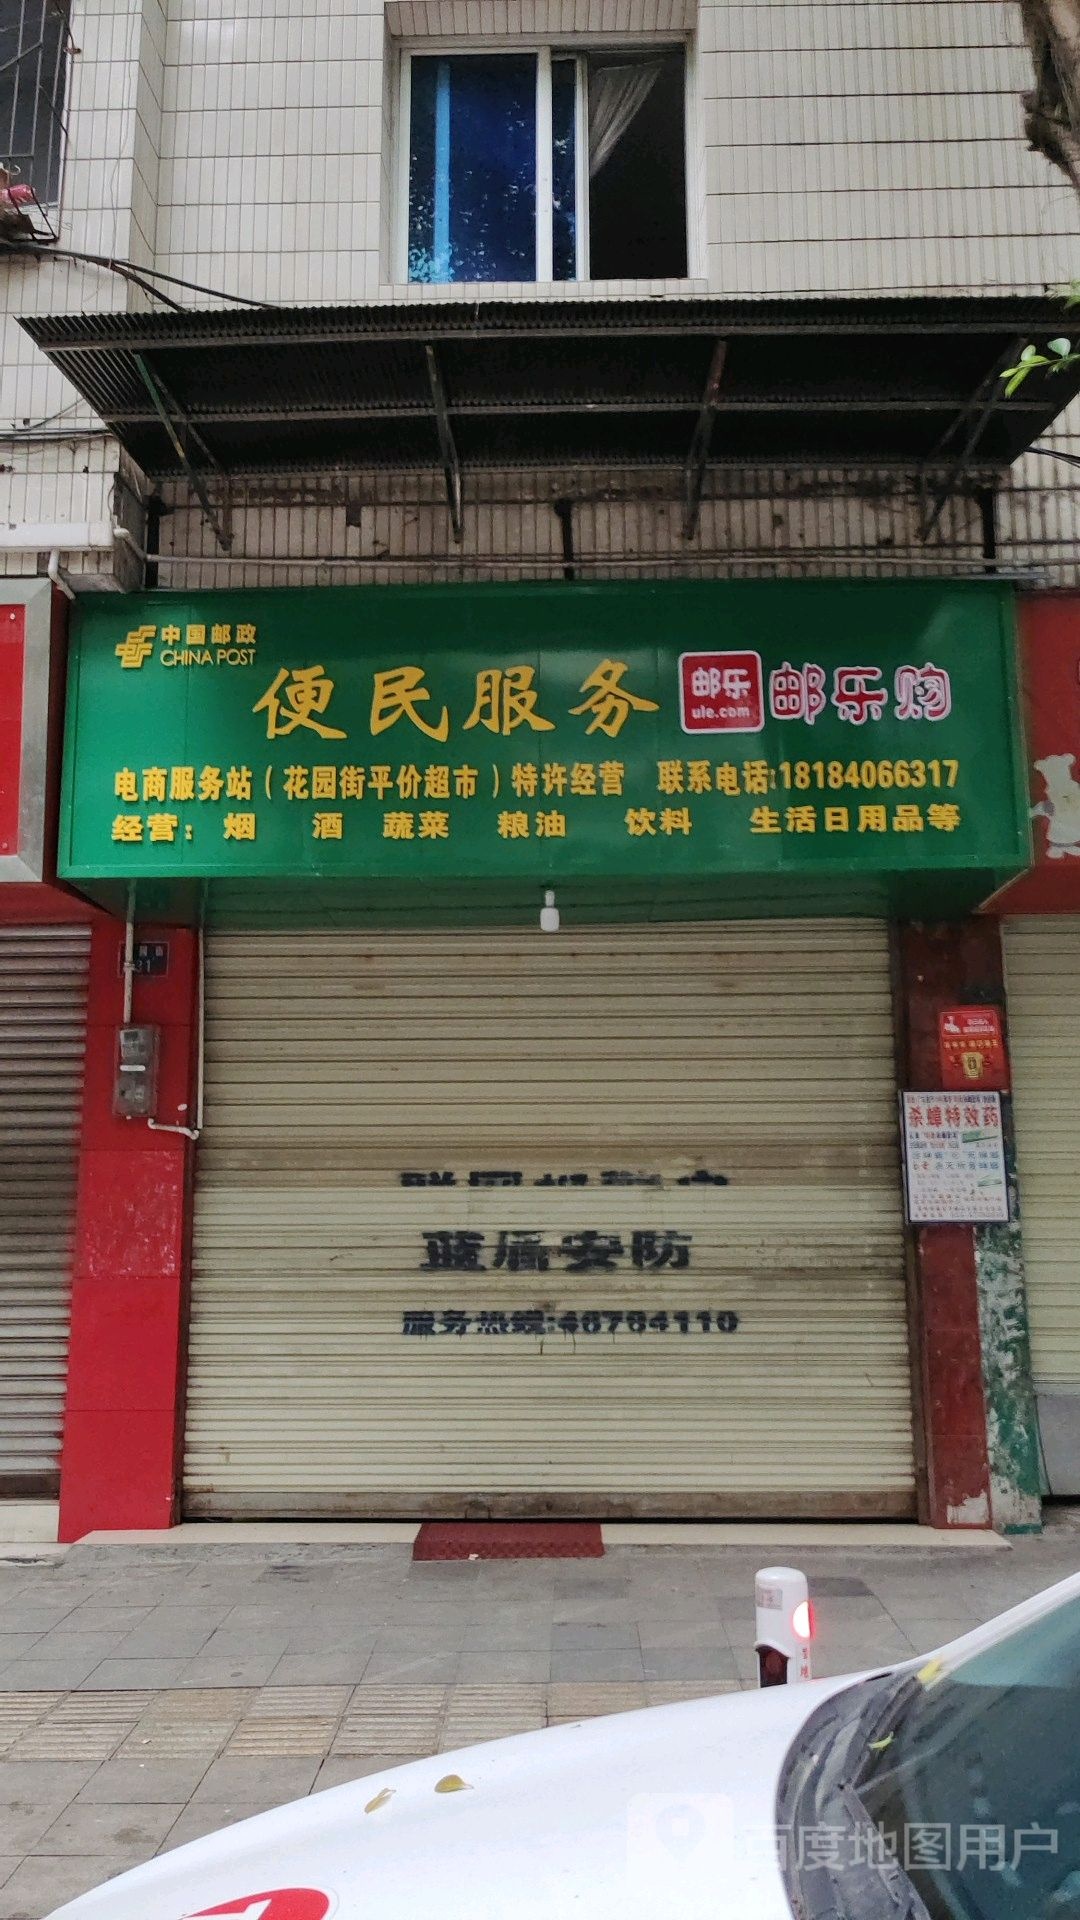 中国邮政
CHINA POST
便民服务
邮乐
ule.com
邮乐购
电商服务站（花园街平价超市）特许经营 联系电话:18184066317
经营：烟 酒 蔬菜 粮油 饮料 生活日用品等
杀蟑特效药
蓝盾安防
服务热线:46784110
百度地图用户